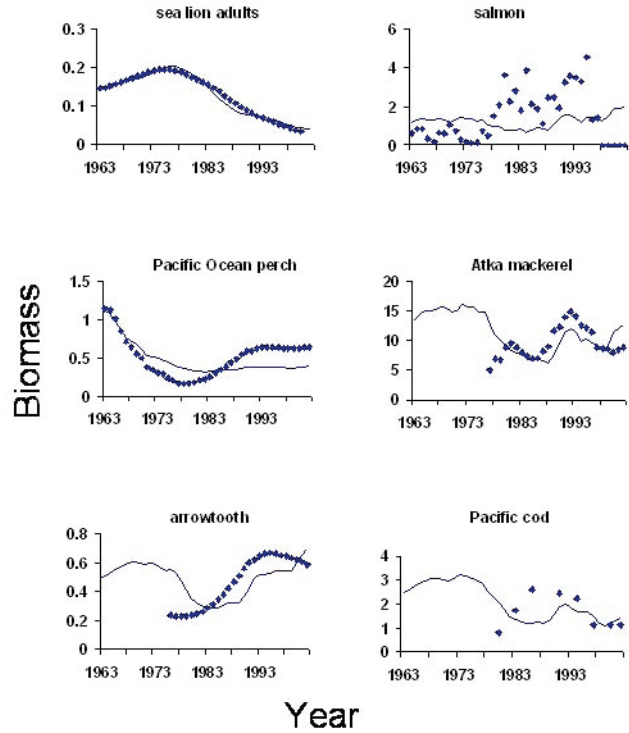 sea lion adults
0.3
0.2
0.1
0
1963 1973 1983 1993
salmon
6
4
2
0
1963 1973 1983 1993
Biomass
Pacific Ocean perch
1.5
1
0.5
0
1963 1973 1983 1993
Atka mackerel
20
15
10
5
0
1963 1973 1983 1993
arrowtooth
0.8
0.6
0.4
0.2
0
1963 1973 1983 1993
Pacific cod
4
3
2
1
0
1963 1973 1983 1993
Year